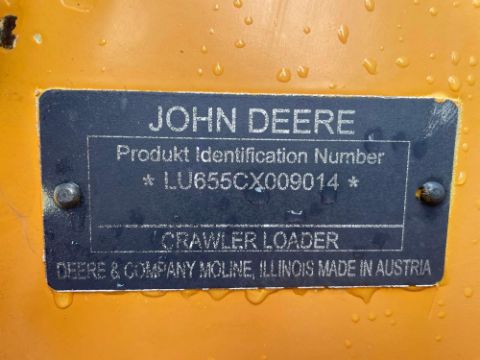 JOHN DEERE
Produkt Identification Number
* LU655CX009014 *
CRAWLER LOADER
DEERE & COMPANY MOLINE, ILLINOIS MADE IN AUSTRIA